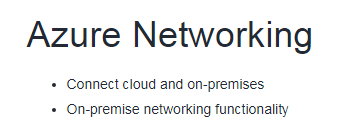 Azure Networking
Connect cloud and on-premises
On-premise networking functionality